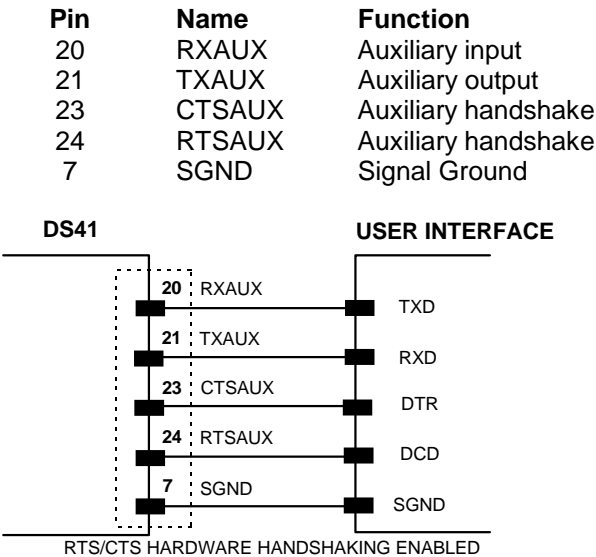 Pin Name Function
20 RXAUX Auxiliary input
21 TXAUX Auxiliary output
23 CTSAUX Auxiliary handshake
24 RTSAUX Auxiliary handshake
7 SGND Signal Ground
DS41 USER INTERFACE
20 RXAUX TXD
21 TXAUX RXD
23 CTSAUX DTR
24 RTSAUX DCD
7 SGND SGND
RTS/CTS HARDWARE HANDSHAKING ENABLED